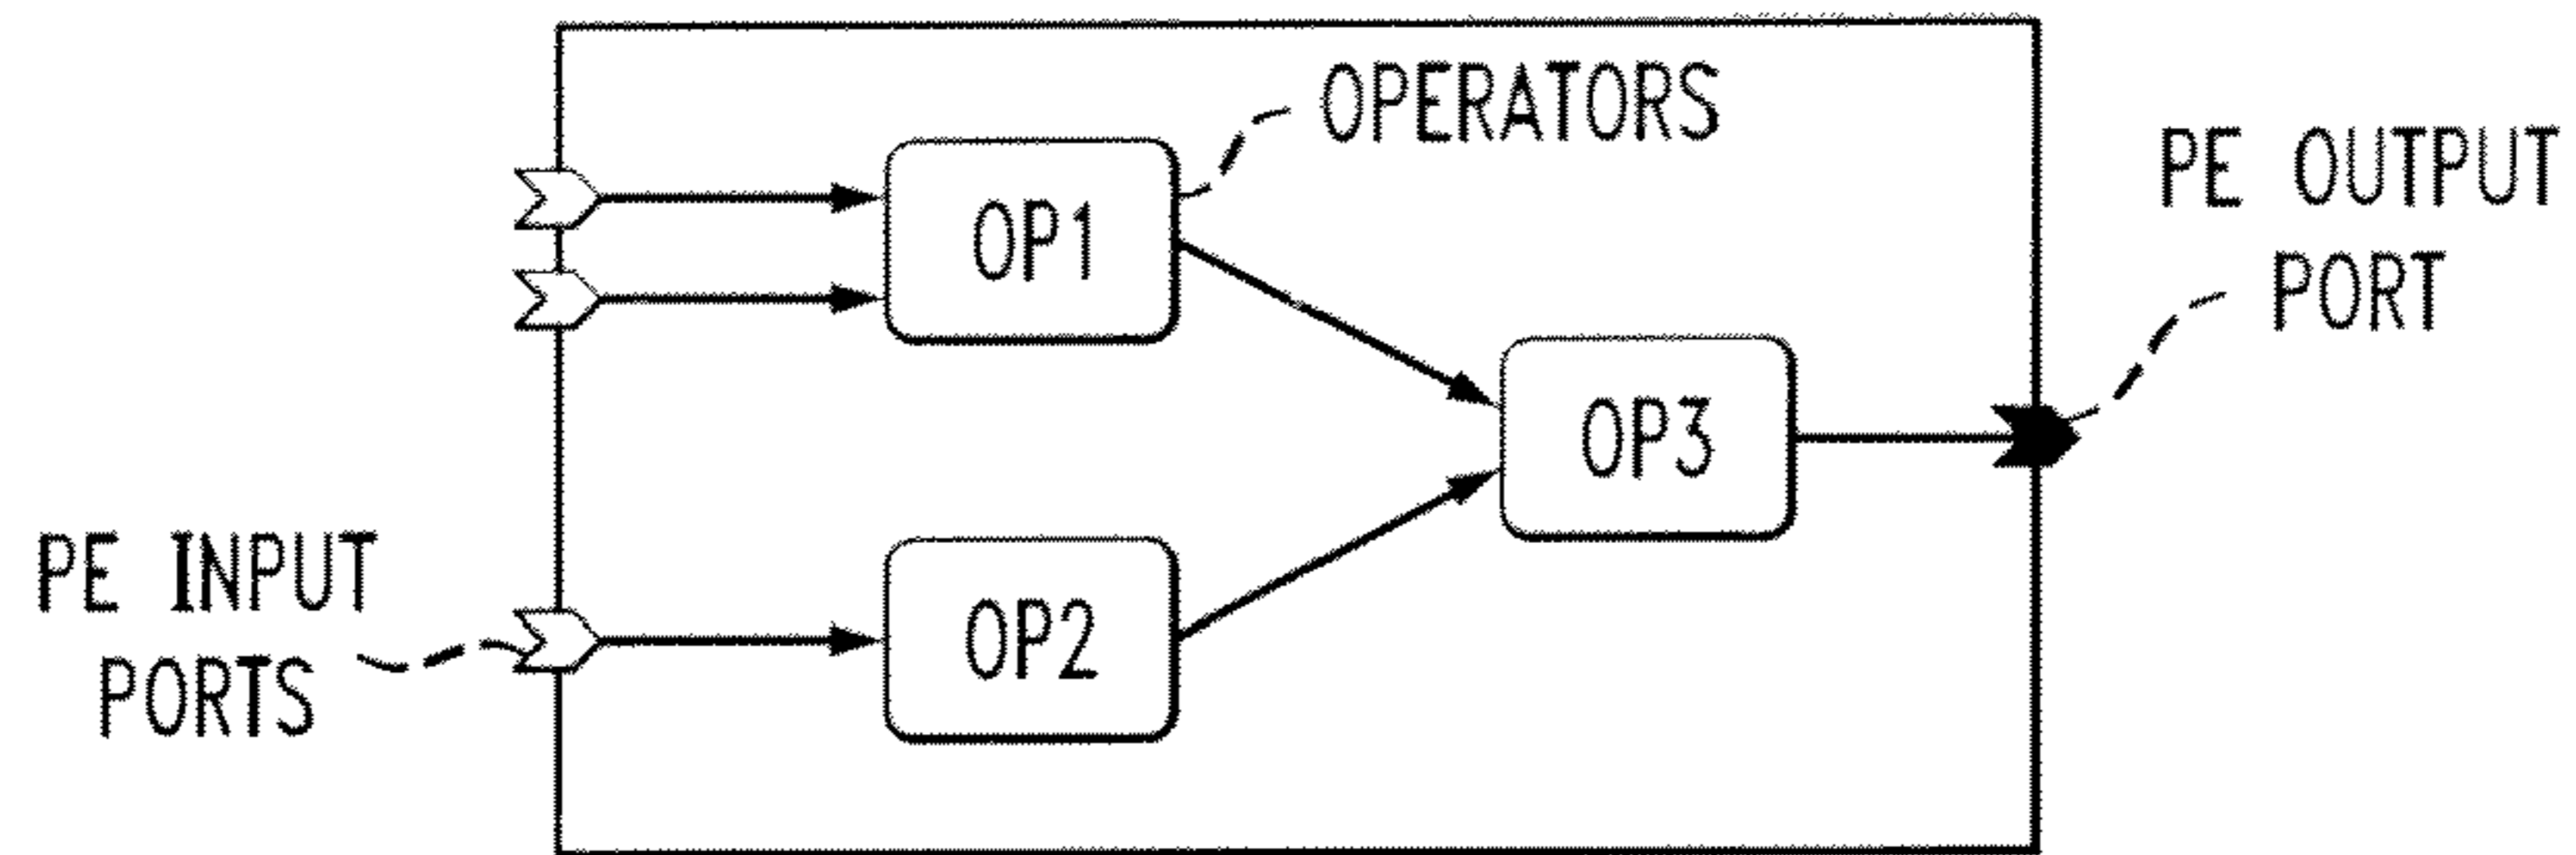 OPERATORS
PE OUTPUT
PORT
OP1
OP3
PE INPUT
PORTS
OP2